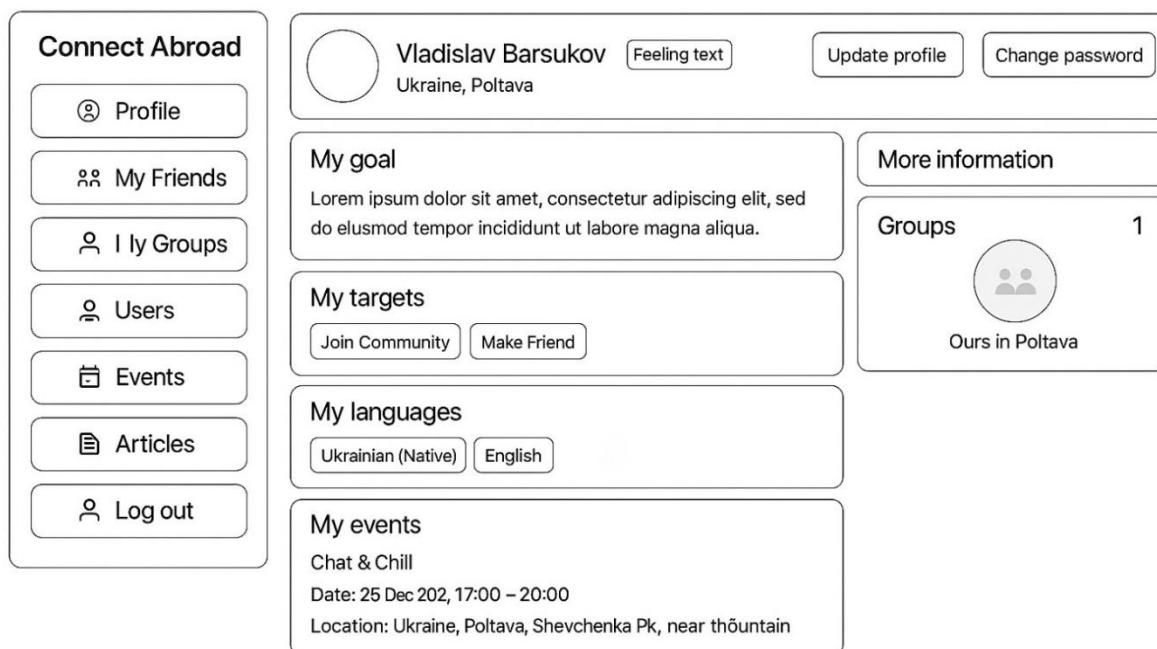 Connect Abroad
Profile
My Friends
I ly Groups
Users
Events
Articles
Log out
Vladislav Barsukov
Feeling text
Update profile
Change password
Ukraine, Poltava
My goal
Lorem ipsum dolor sit amet, consectetur adipiscing elit, sed
do elusmod tempor incididunt ut labore magna aliqua.
My targets
Join Community
Make Friend
My languages
Ukrainian (Native)
English
My events
Chat & Chill
Date: 25 Dec 202, 17:00 – 20:00
Location: Ukraine, Poltava, Shevchenka Pk, near thõuntain
More information
Groups 1
Ours in Poltava